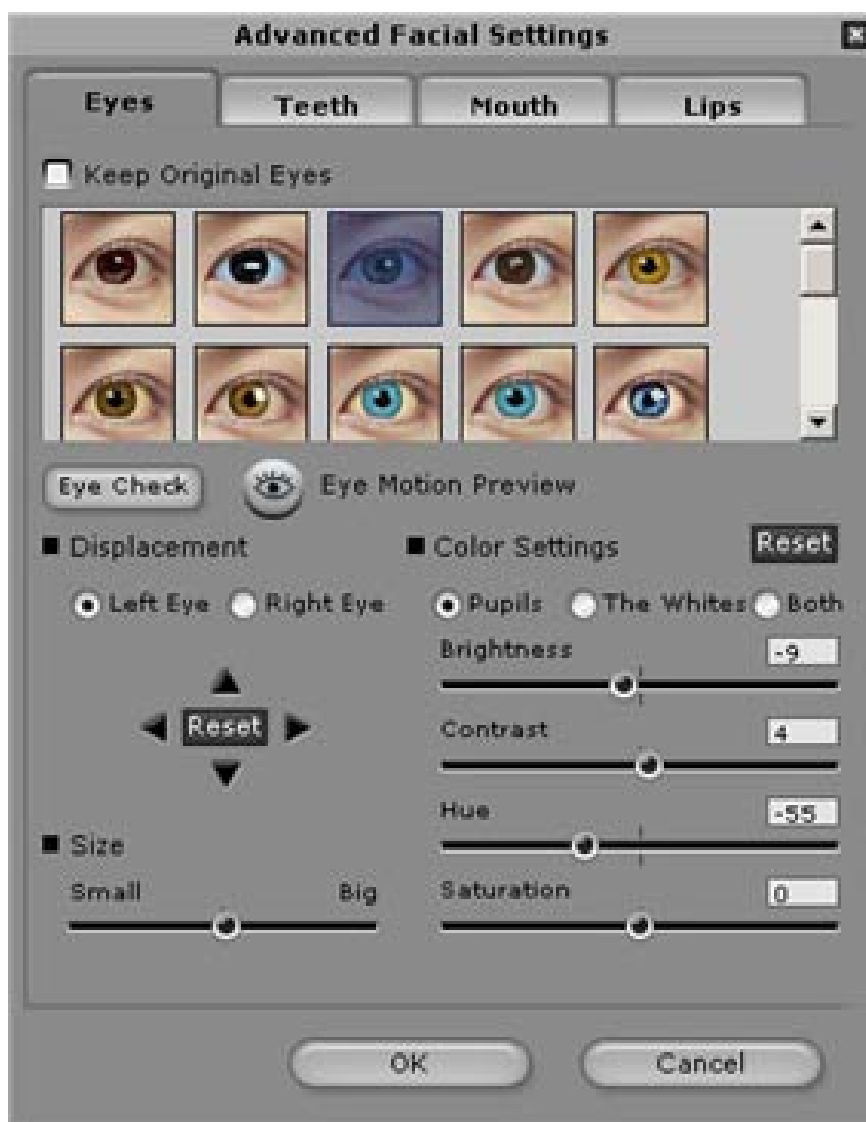 Advanced Facial Settings
Eyes Teeth Mouth Lips
Keep Original Eyes
Eye Check Eye Motion Preview
Displacement Color Settings Reset
Left Eye Right Eye Pupils The Whites Both
Brightness -9
Reset
Contrast 4
Hue -55
Size
Small Big Saturation 0
OK Cancel